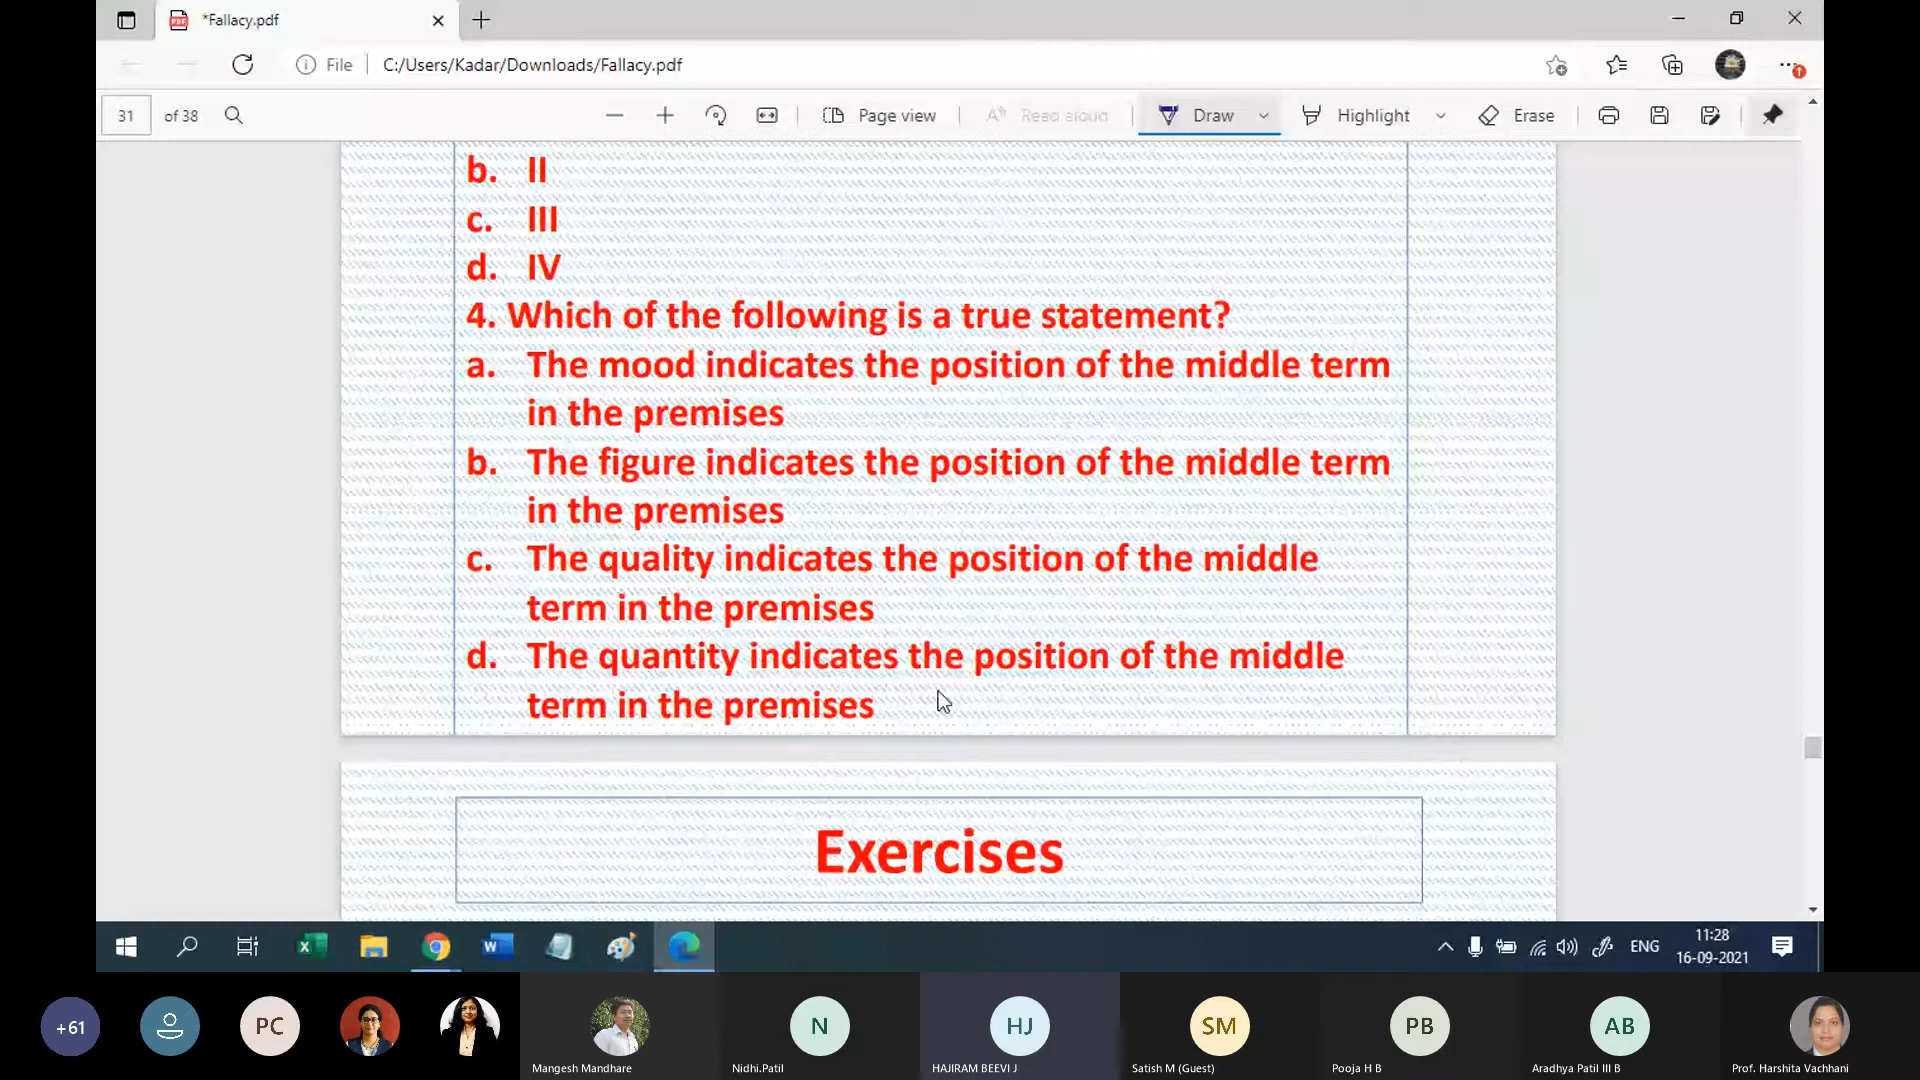 *Fallacy.pdf
File
C:/Users/Kadar/Downloads/Fallacy.pdf
31 of 38
Page view
Read aloud
Draw
Highlight
Erase
b. II
c. III
d. IV
4. Which of the following is a true statement?
a. The mood indicates the position of the middle term
in the premises
b. The figure indicates the position of the middle term
in the premises
c. The quality indicates the position of the middle
term in the premises
d. The quantity indicates the position of the middle
term in the premises
Exercises
ENG
11:28
16-09-2021
+61
PC
N
HJ
SM
PB
AB
Mangesh Mandhare
Nidhi.Patil
HAJIRAM BEEVI J
Satish M (Guest)
Pooja H B
Aradhya Patil III B
Prof. Harshita Vachhani